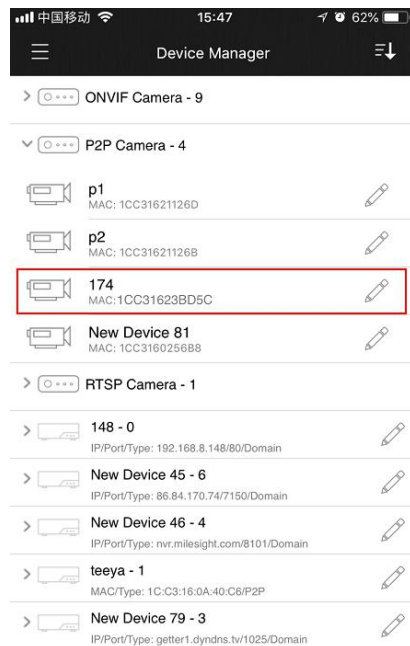 中国移动 15:47 62%
Device Manager
ONVIF Camera - 9
P2P Camera - 4
p1
MAC: 1CC31621126D
p2
MAC: 1CC31621126B
174
MAC:1CC31623BD5C
New Device 81
MAC: 1CC3160256B8
RTSP Camera - 1
148 - 0
IP/Port/Type: 192.168.8.148/80/Domain
New Device 45 - 6
IP/Port/Type: 86.84.170.74/7150/Domain
New Device 46 - 4
IP/Port/Type: nvr.milesight.com/8101/Domain
teeya - 1
MAC/Type: 1C:C3:16:0A:40:C6/P2P
New Device 79 - 3
IP/Port/Type: getter1.dyndns.tv/1025/Domain